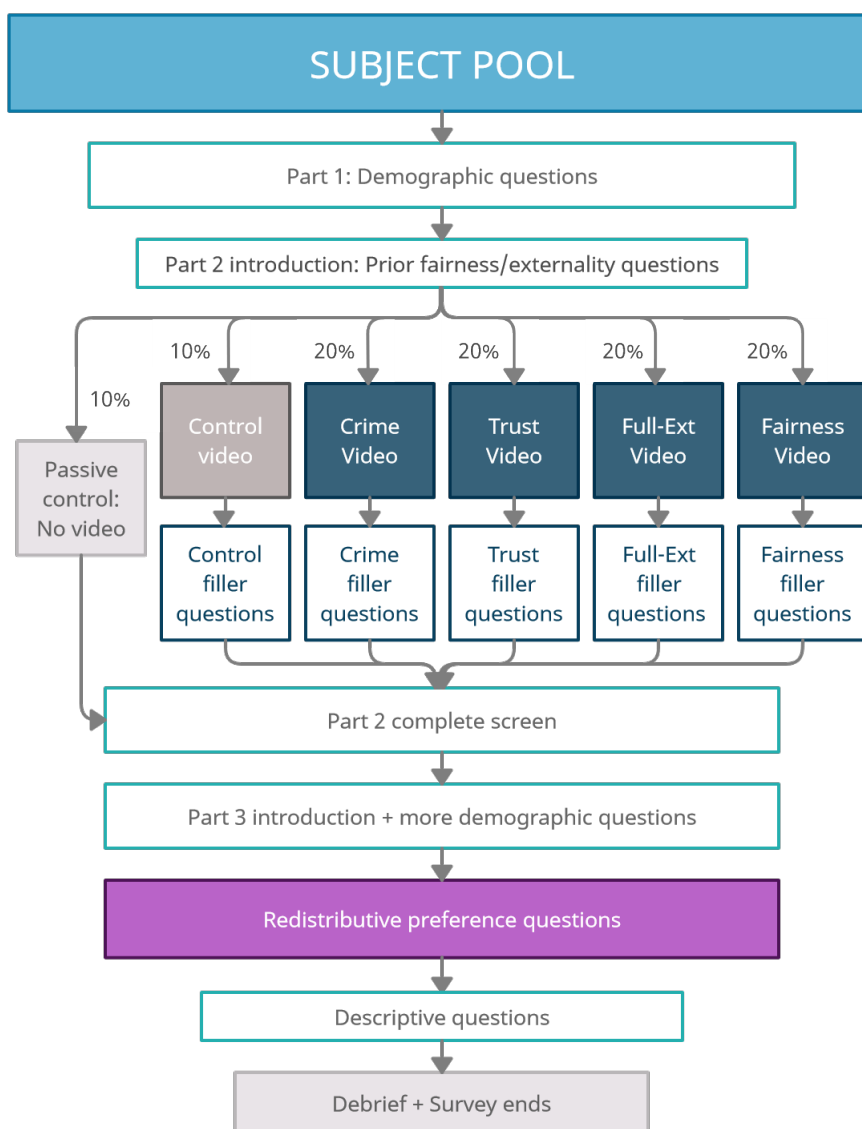 SUBJECT POOL
Part 1: Demographic questions
Part 2 introduction: Prior fairness/externality questions
10%
10%
20%
20%
20%
20%
Passive
control:
No video
Control
video
Crime
Video
Trust
Video
Full-Ext
Video
Fairness
Video
Control
filler
questions
Crime
filler
questions
Trust
filler
questions
Full-Ext
filler
questions
Fairness
filler
questions
Part 2 complete screen
Part 3 introduction + more demographic questions
Redistributive preference questions
Descriptive questions
Debrief + Survey ends